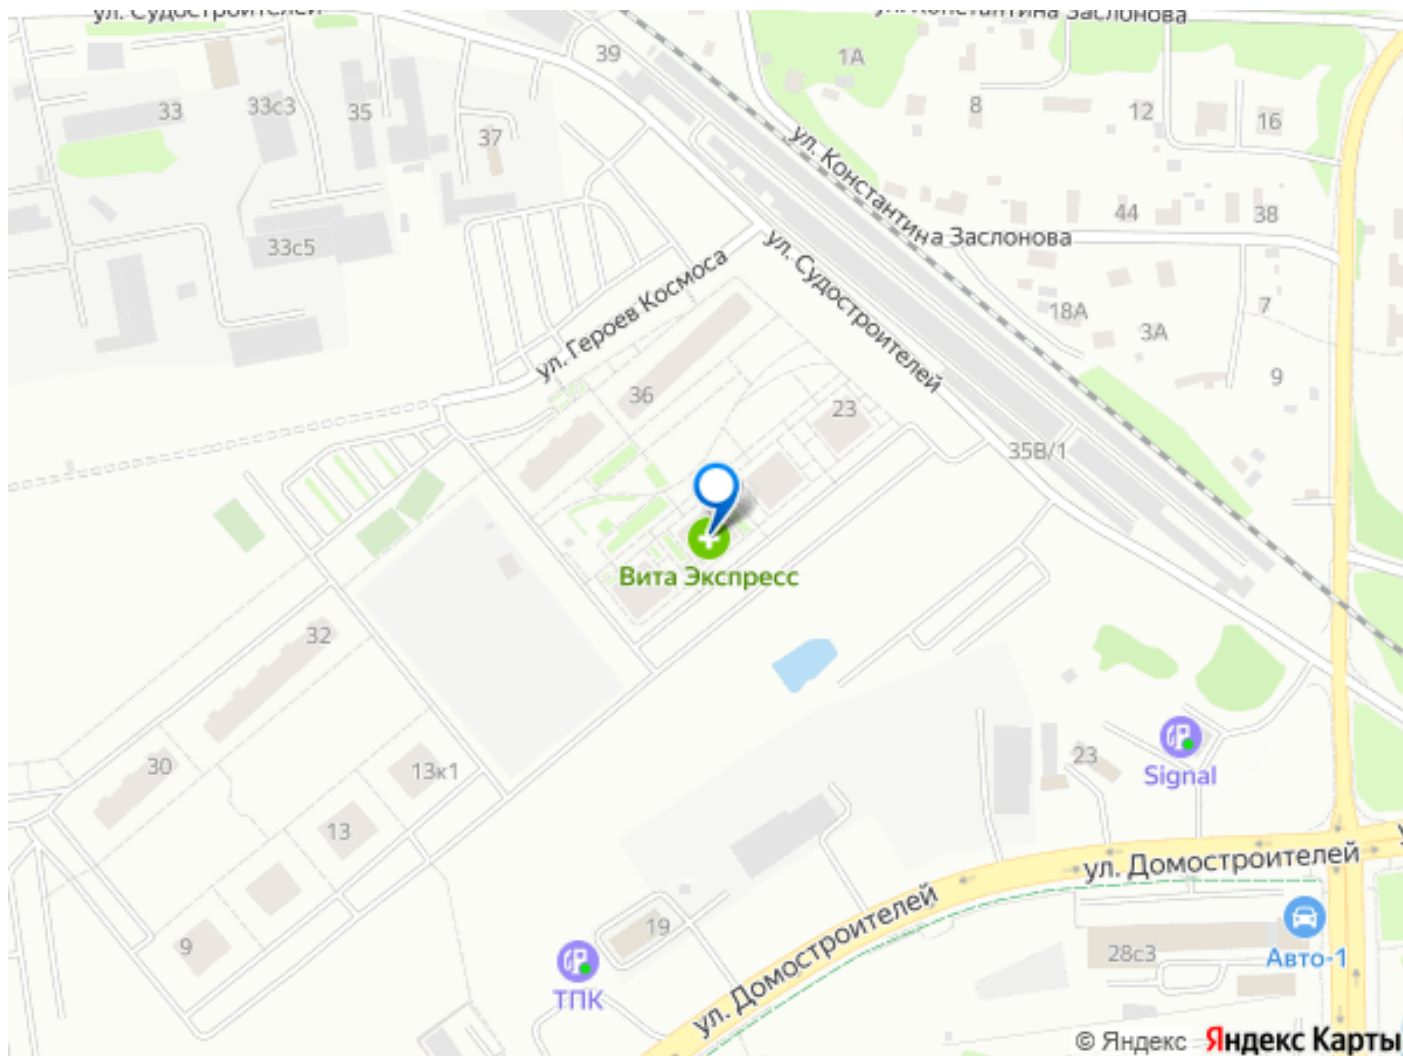 ул. Судостроителей
ул. Константина Заслонова
39
1А
33
33с3
35
8
12
16
37
ул. Константина Заслонова
44
38
33с5
ул. Героев Космоса
ул. Судостроителей
18А
7
3А
36
23
9
35В/1
Вита Экспресс
32
30
13к1
23
Signal
13
ул. Домостроителей
19
9
ул. Домостроителей
28с3
Авто-1
ТПК
© Яндекс Яндекс Карты